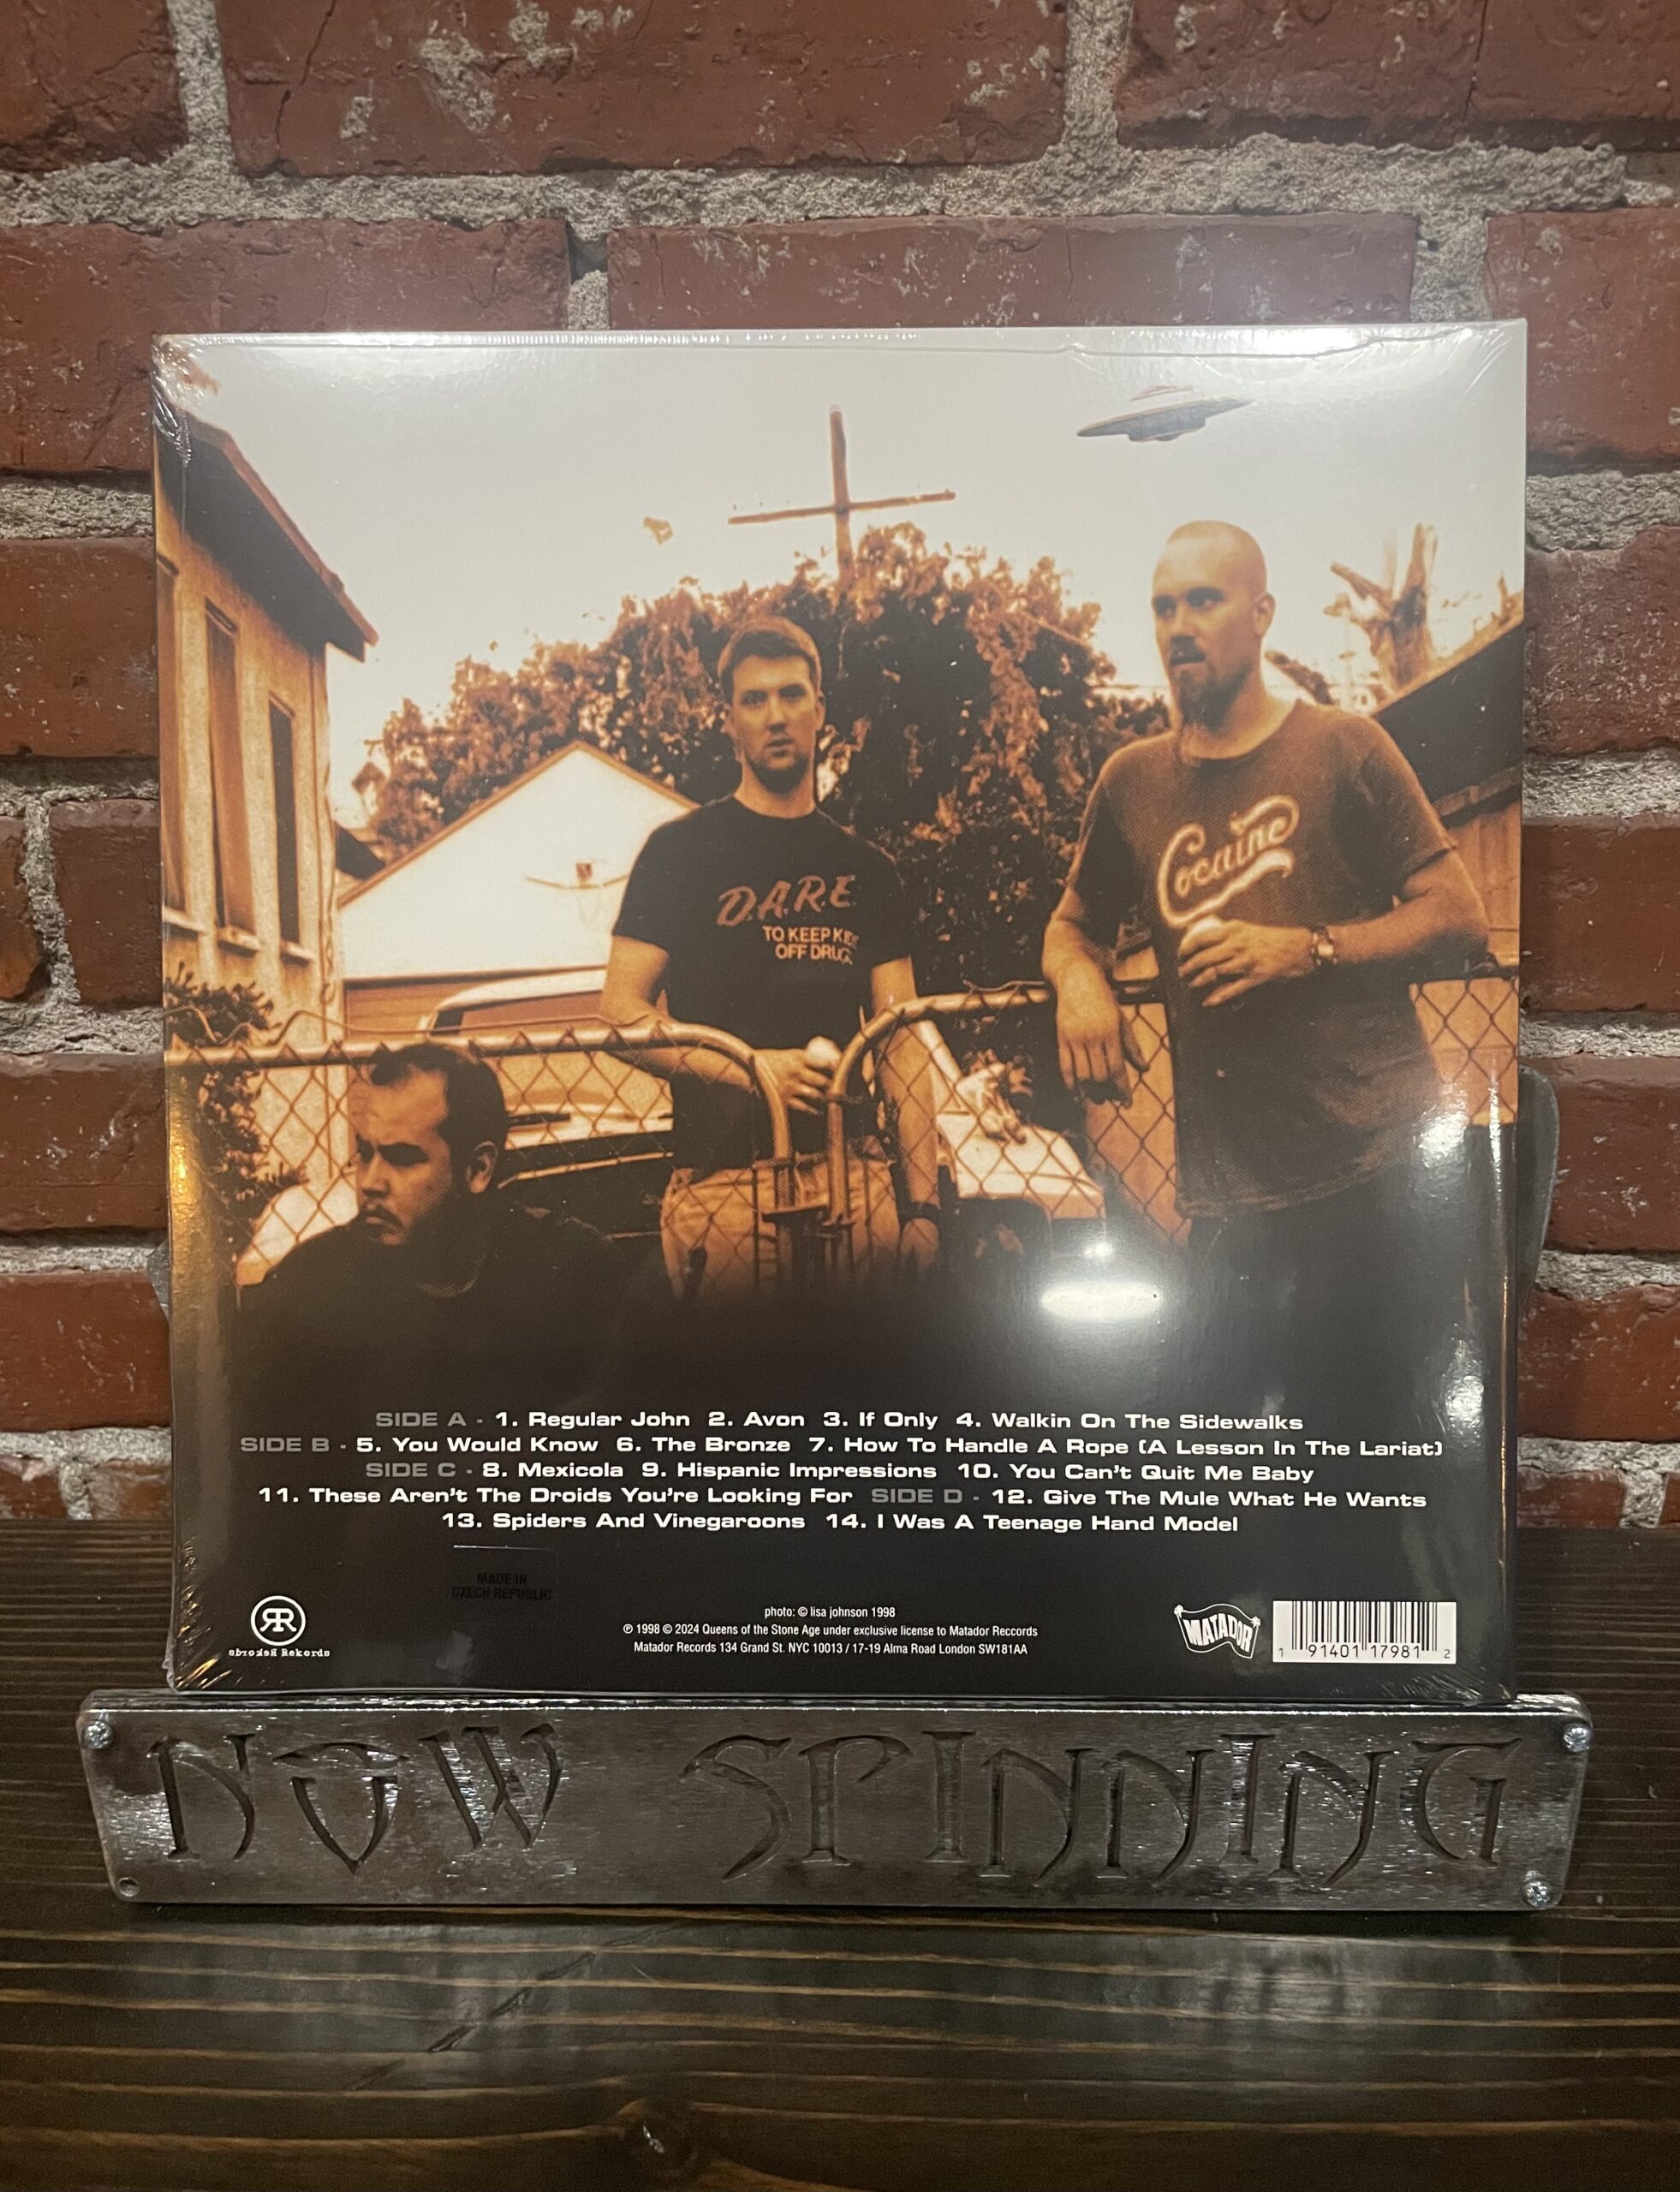 D.A.R.E.
TO KEEP KIDS
OFF DRUGS
Cocaine
SIDE A - 1. Regular John 2. Avon 3. If Only 4. Walkin On The Sidewalks
SIDE B - 5. You Would Know 6. The Bronze 7. How To Handle A Rope (A Lesson In The Lariat)
SIDE C - 8. Mexicola 9. Hispanic Impressions 10. You Can't Quit Me Baby
11. These Aren't The Droids You're Looking For SIDE D - 12. Give The Mule What He Wants
13. Spiders And Vinegaroons 14. I Was A Teenage Hand Model
MADE IN
CZECH REPUBLIC
RR
Rekords Rekords
photo: © lisa johnson 1998
℗ 1998 © 2024 Queens of the Stone Age under exclusive license to Matador Reccords
Matador Records 134 Grand St. NYC 10013 / 17-19 Alma Road London SW181AA
MATADOR
1 91401 17981 2
NOW SPINNING